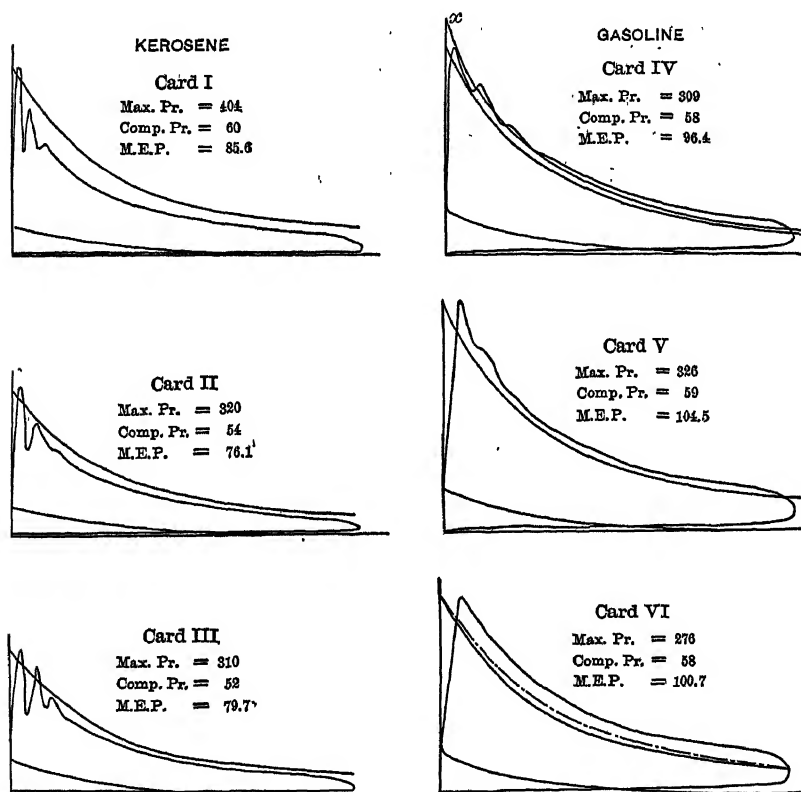 KEROSENE
Card I
Max. Pr. = 404
Comp. Pr. = 60
M.E.P. = 85.6
Card II
Max. Pr. = 320
Comp. Pr. = 54
M.E.P. = 76.1
Card III
Max. Pr. = 310
Comp. Pr. = 52
M.E.P. = 79.7
x
GASOLINE
Card IV
Max. Pr. = 309
Comp. Pr. = 58
M.E.P. = 96.4
Card V
Max. Pr. = 326
Comp. Pr. = 59
M.E.P. = 104.5
Card VI
Max. Pr. = 276
Comp. Pr. = 58
M.E.P. = 100.7